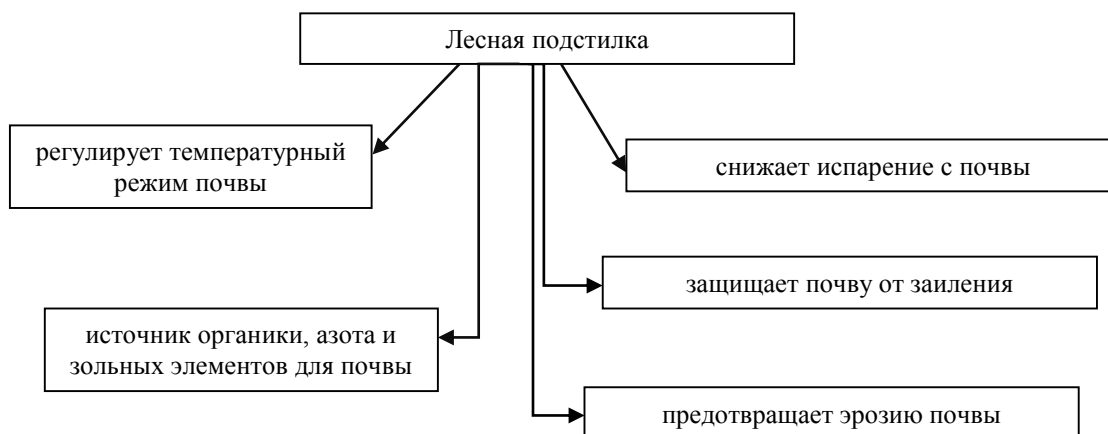 Лесная подстилка
регулирует температурный
режим почвы
снижает испарение с почвы
защищает почву от заиления
источник органики, азота и
зольных элементов для почвы
предотвращает эрозию почвы